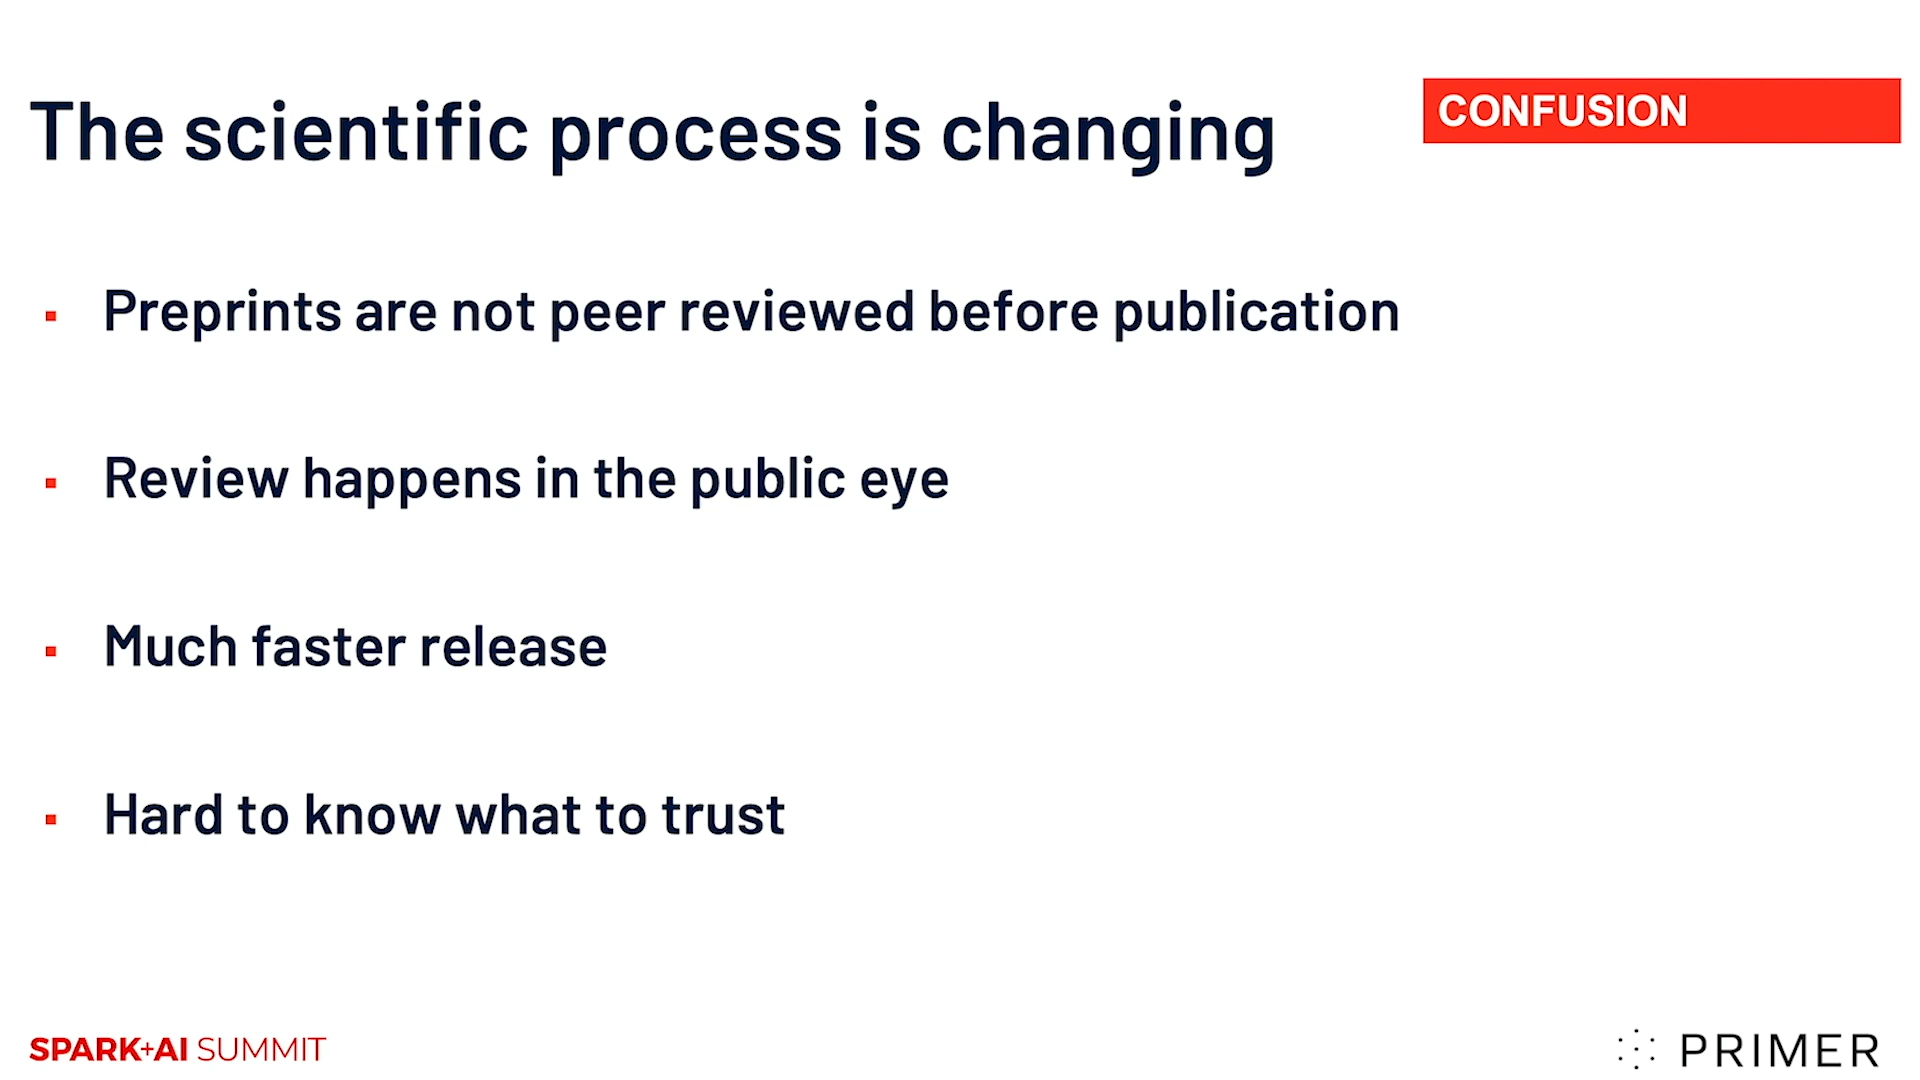 The scientific process is changing
CONFUSION
Preprints are not peer reviewed before publication
Review happens in the public eye
Much faster release
Hard to know what to trust
SPARK+AI SUMMIT
PRIMER